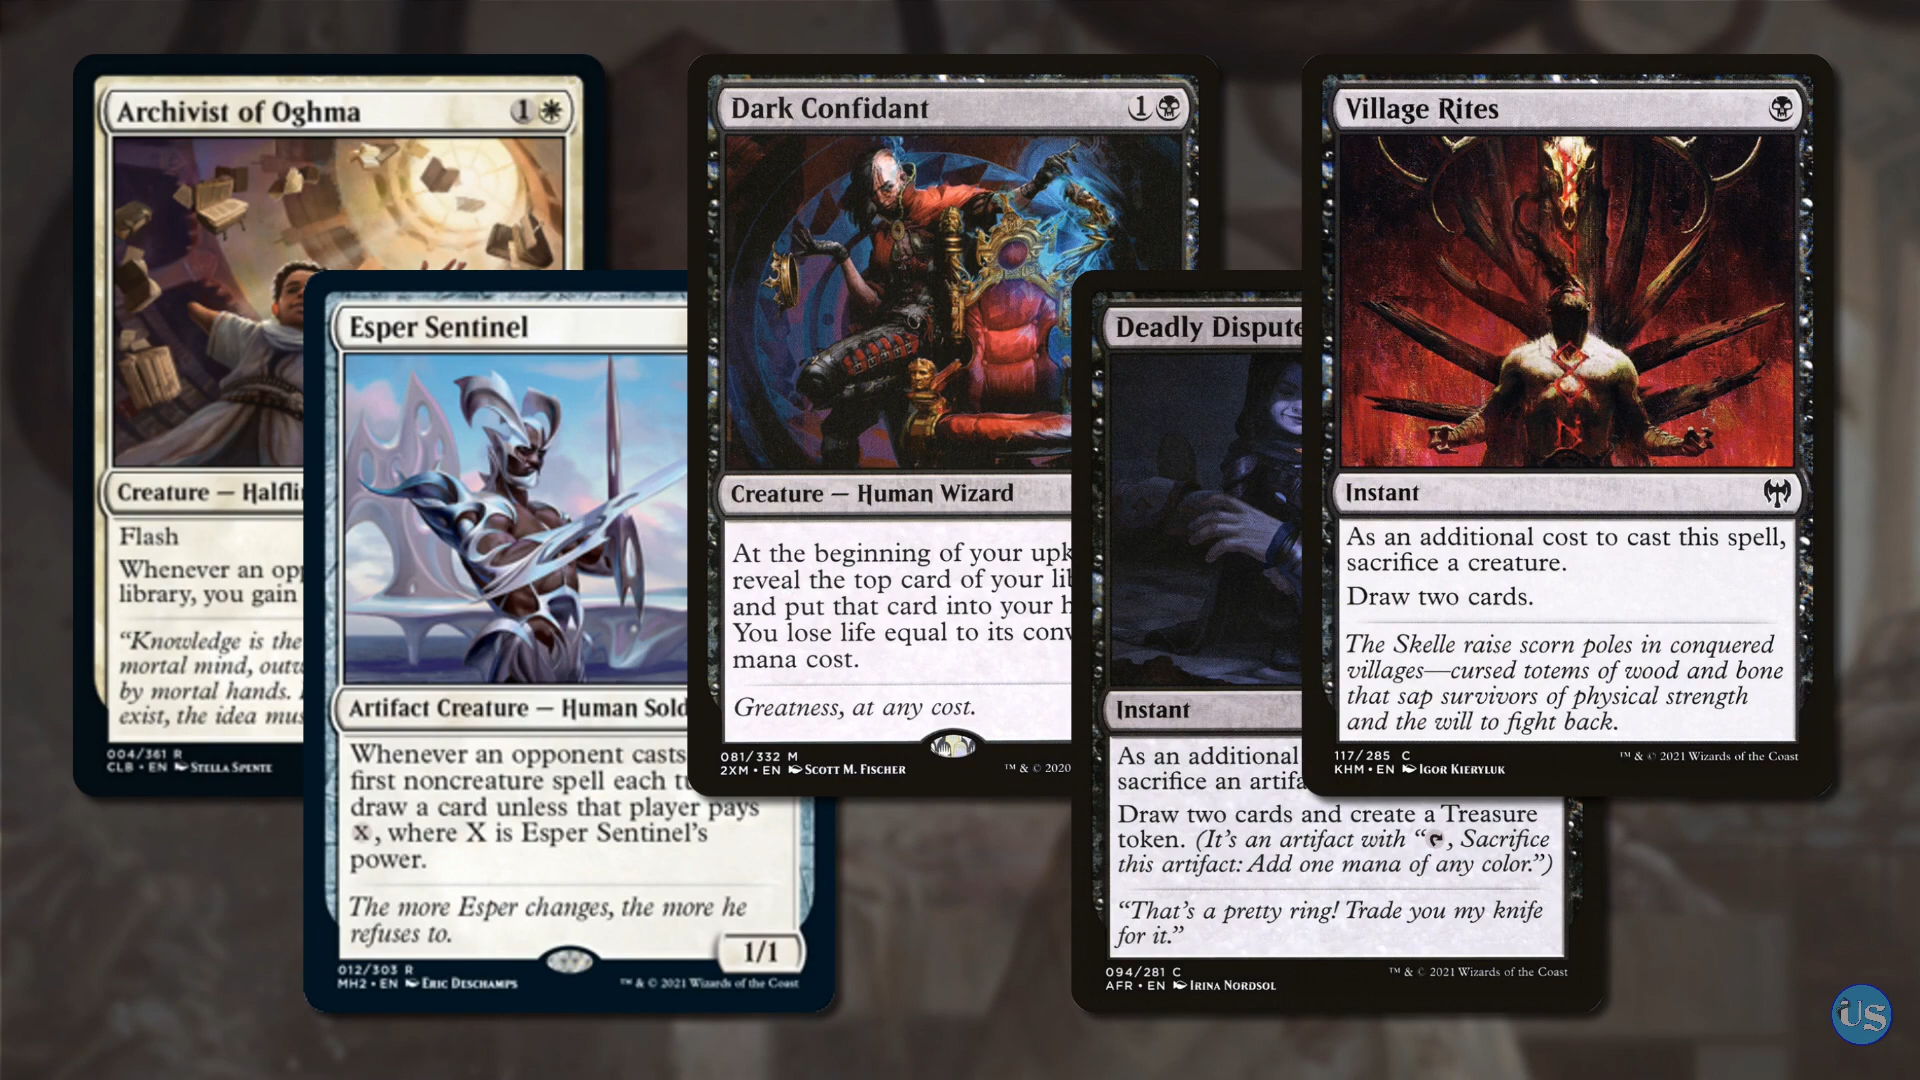 Archivist of Oghma 1
Creature — Halfli
Flash
Whenever an opp
library, you gain
“Knowledge is the
mortal mind, outw
by mortal hands.
exist, the idea mus
004/361 R
CLB • EN STELLA SPENTE
Esper Sentinel
Artifact Creature — Human Sold
Whenever an opponent casts
first noncreature spell each tu
draw a card unless that player pays
X, where X is Esper Sentinel's
power.
The more Esper changes, the more he
refuses to.
1/1
012/303 R
MH2 • EN ERIC DESCHAMPS
™ & © 2021 Wizards of the Coast
Dark Confidant 1
Creature — Human Wizard
At the beginning of your upk
reveal the top card of your lib
and put that card into your h
You lose life equal to its conv
mana cost.
Greatness, at any cost.
081/332 M
2XM • EN SCOTT M. FISCHER
™ & © 2020
Deadly Dispute
Instant
As an additional
sacrifice an artifa
Draw two cards and create a Treasure
token. (It's an artifact with “, Sacrifice
this artifact: Add one mana of any color.”)
“That's a pretty ring! Trade you my knife
for it.”
094/281 C
AFR • EN IRINA NORDSOL
™ & © 2021 Wizards of the Coast
Village Rites
Instant
As an additional cost to cast this spell,
sacrifice a creature.
Draw two cards.
The Skelle raise scorn poles in conquered
villages—cursed totems of wood and bone
that sap survivors of physical strength
and the will to fight back.
117/285 C
KHM • EN IGOR KIERYLUK
™ & © 2021 Wizards of the Coast
US